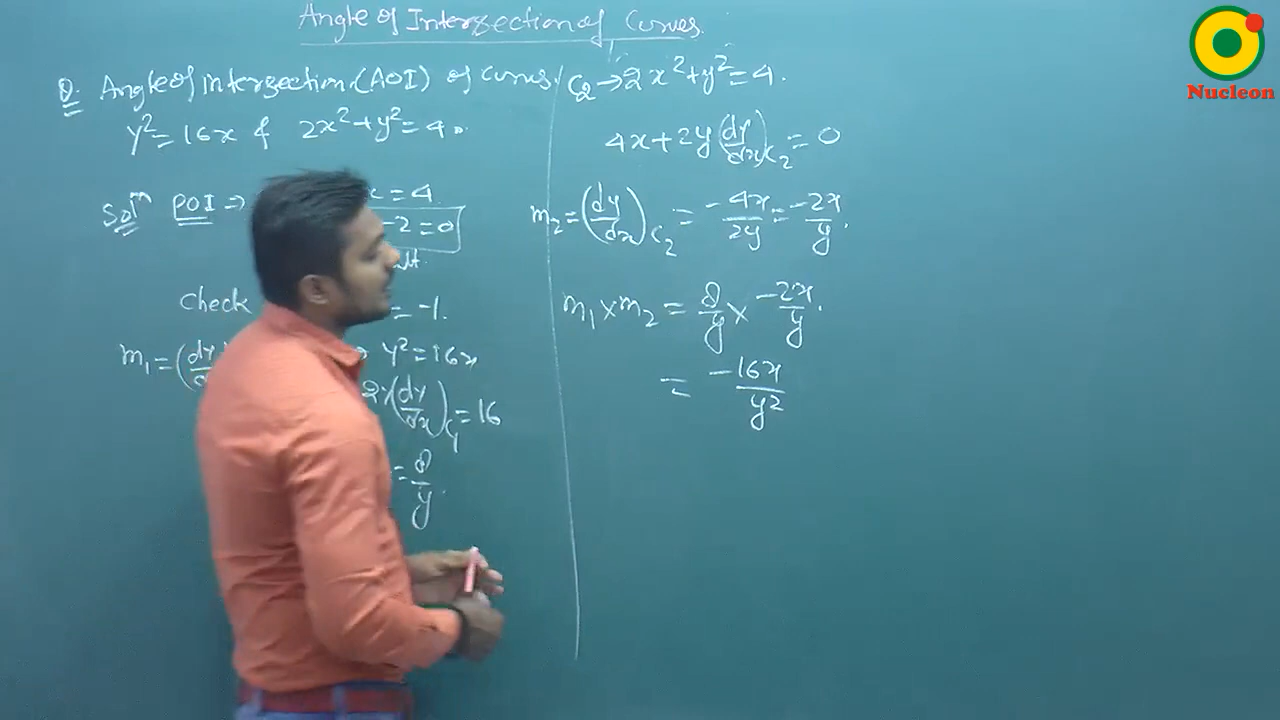 Angle of Intersection of Curves.
Q. Angle of intersection (AOI) of curves
y²=16x & 2x²+y²=4.
Solⁿ POI ⇒ x=4.
-2=0
Check = -1.
m₁=(dy y²=16x
2y(dy/dx)C₁=16
=8/y.
C₂→2x²+y²=4.
4x+2y(dy/dx)C₂=0
m₂=(dy/dx)C₂=-4x/2y=-2x/y.
m₁×m₂=8/y×-2x/y.
=-16x/y²
Nucleon